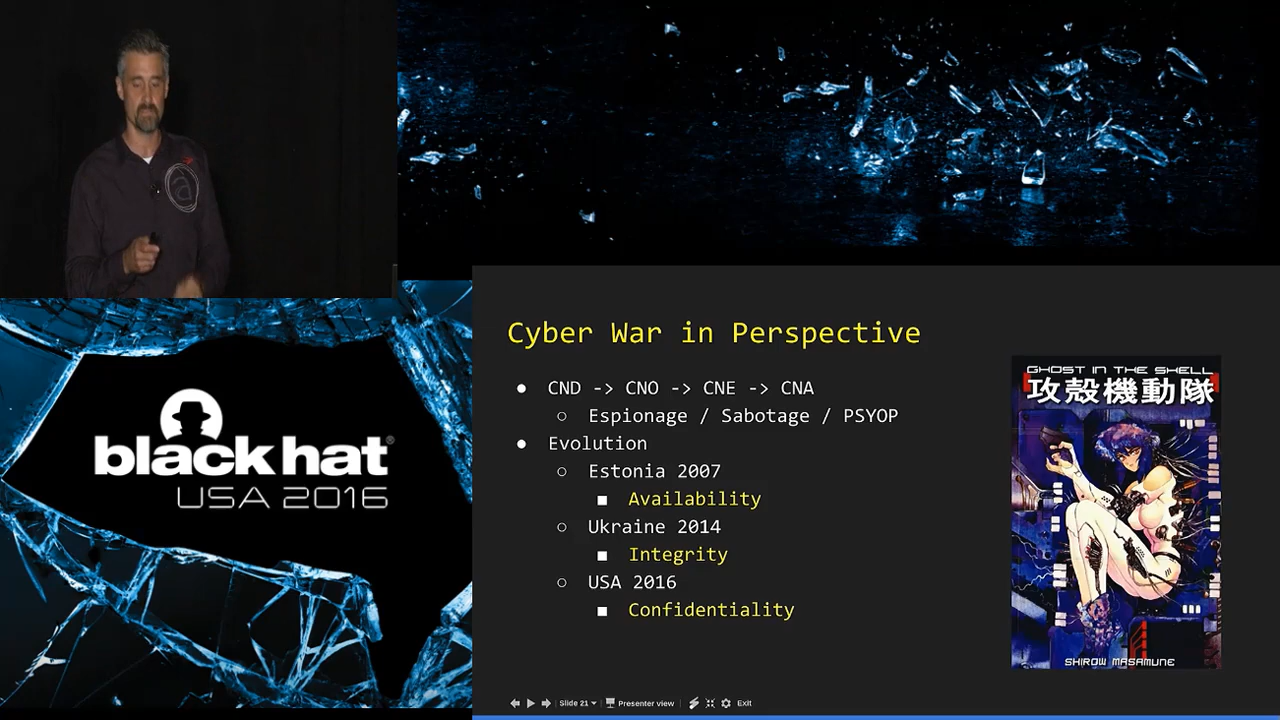 black hat®
USA 2016
Cyber War in Perspective
● CND -> CNO -> CNE -> CNA
○ Espionage / Sabotage / PSYOP
● Evolution
○ Estonia 2007
■ Availability
○ Ukraine 2014
■ Integrity
○ USA 2016
■ Confidentiality
GHOST IN THE SHELL
攻殻機動隊
SHIROW MASAMUNE
Slide 21
Presenter view
Exit